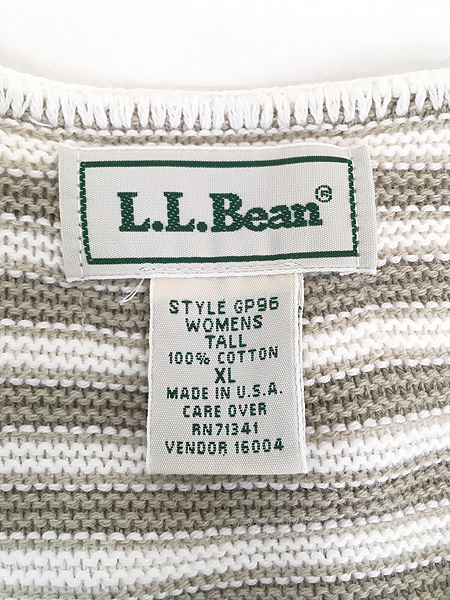 L.L.Bean®
STYLE GP96
WOMENS
TALL
100% COTTON
XL
MADE IN U.S.A.
CARE OVER
RN71341
VENDOR 16004